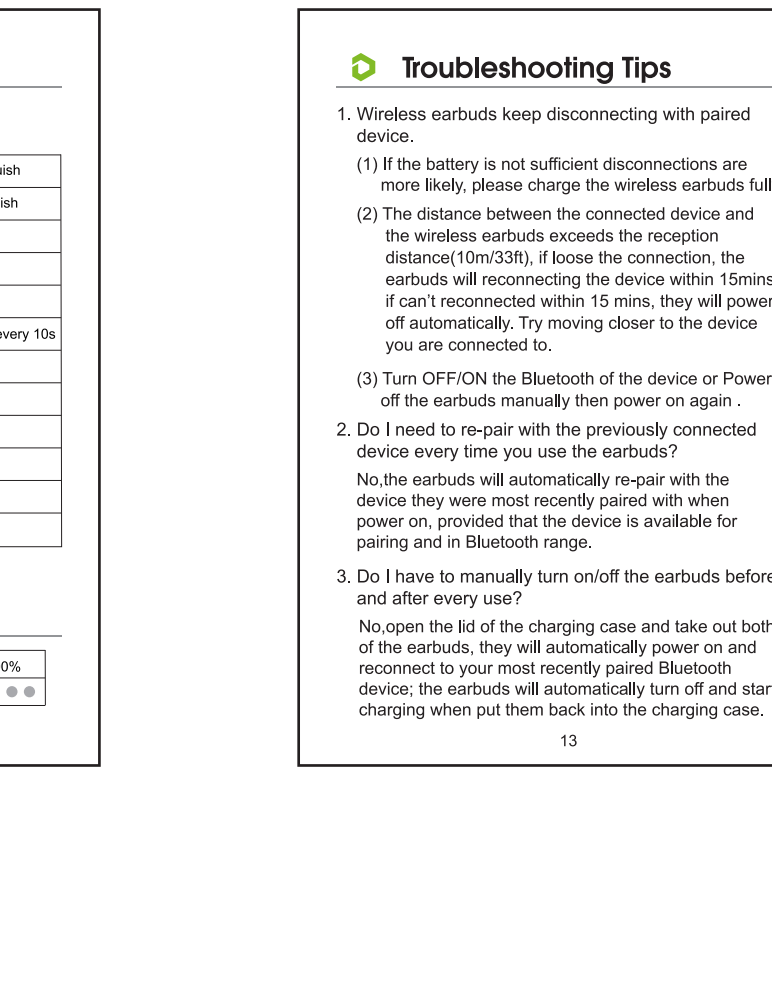 every 10s
0%
Troubleshooting Tips
1. Wireless earbuds keep disconnecting with paired
device.
(1) If the battery is not sufficient disconnections are
more likely, please charge the wireless earbuds full
(2) The distance between the connected device and
the wireless earbuds exceeds the reception
distance(10m/33ft), if loose the connection, the
earbuds will reconnecting the device within 15mins
if can’t reconnected within 15 mins, they will power
off automatically. Try moving closer to the device
you are connected to.
(3) Turn OFF/ON the Bluetooth of the device or Power
off the earbuds manually then power on again .
2. Do I need to re-pair with the previously connected
device every time you use the earbuds?
No,the earbuds will automatically re-pair with the
device they were most recently paired with when
power on, provided that the device is available for
pairing and in Bluetooth range.
3. Do I have to manually turn on/off the earbuds before
and after every use?
No,open the lid of the charging case and take out both
of the earbuds, they will automatically power on and
reconnect to your most recently paired Bluetooth
device; the earbuds will automatically turn off and start
charging when put them back into the charging case.
13